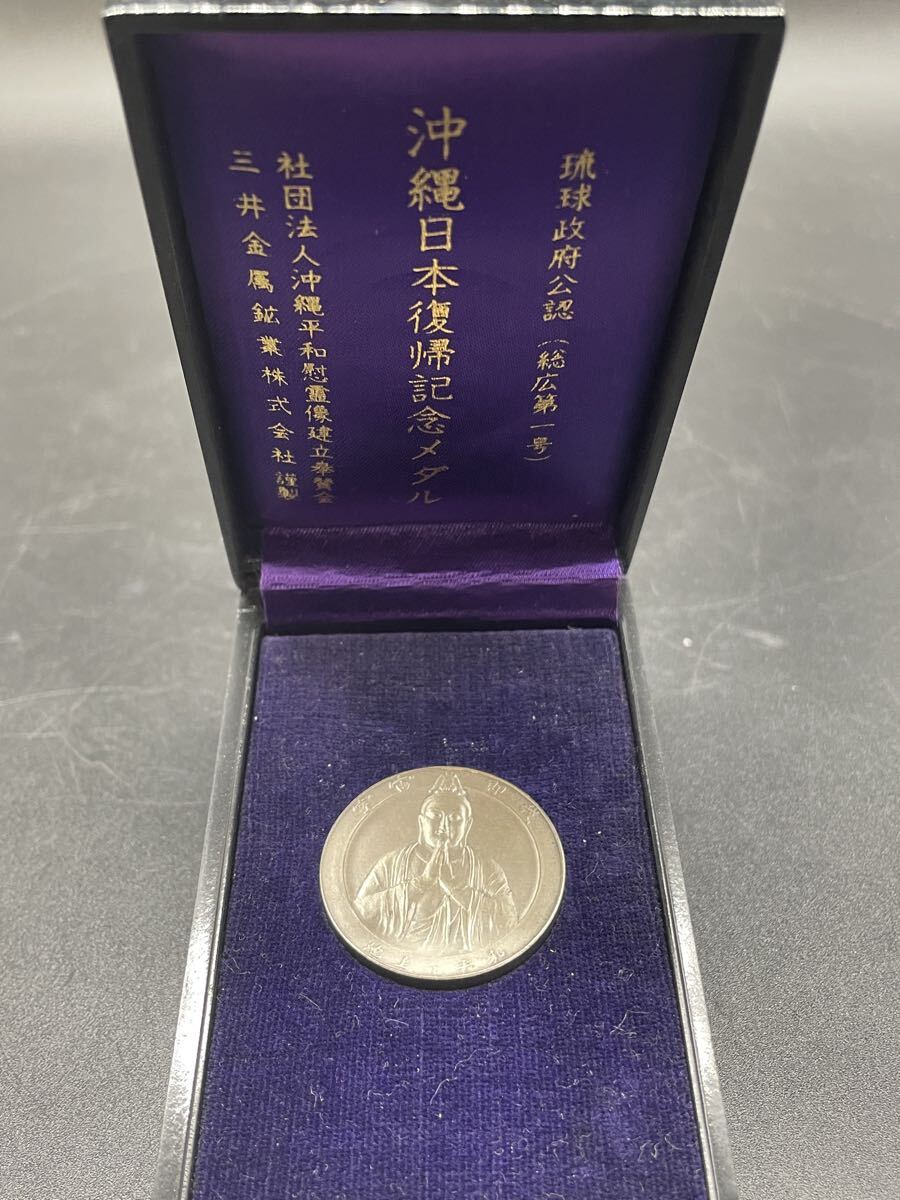 琉球政府公認(総広第一号)
沖縄日本復帰記念メダル
社団法人沖縄平和慰霊像建立奉賛会
三井金属鉱業株式会社謹製